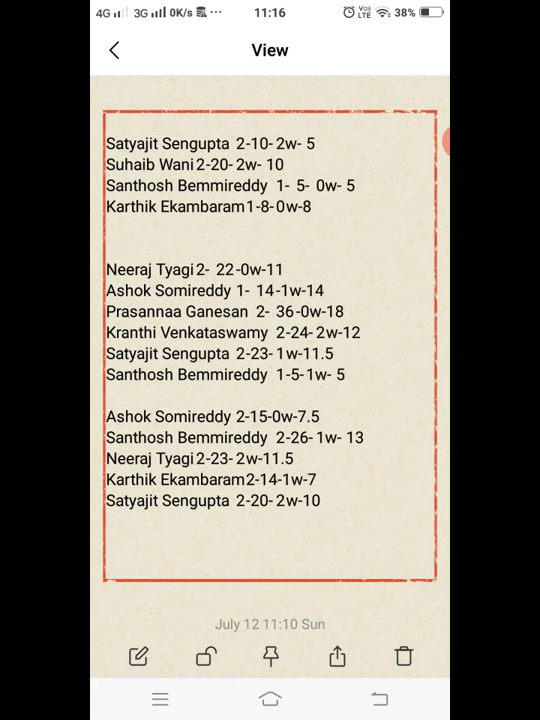 4G 3G 0K/s ... 11:16 Vo) LTE 38%
View
Satyajit Sengupta 2-10-2w- 5
Suhaib Wani 2-20-2w- 10
Santhosh Bemmireddy 1- 5- 0w- 5
Karthik Ekambaram 1-8-0w-8
Neeraj Tyagi 2- 22-0w-11
Ashok Somireddy 1- 14-1w-14
Prasannaa Ganesan 2- 36-0w-18
Kranthi Venkataswamy 2-24-2w-12
Satyajit Sengupta 2-23-1w-11.5
Santhosh Bemmireddy 1-5-1w- 5
Ashok Somireddy 2-15-0w-7.5
Santhosh Bemmireddy 2-26-1w- 13
Neeraj Tyagi 2-23-2w-11.5
Karthik Ekambaram 2-14-1w-7
Satyajit Sengupta 2-20-2w-10
July 12 11:10 Sun